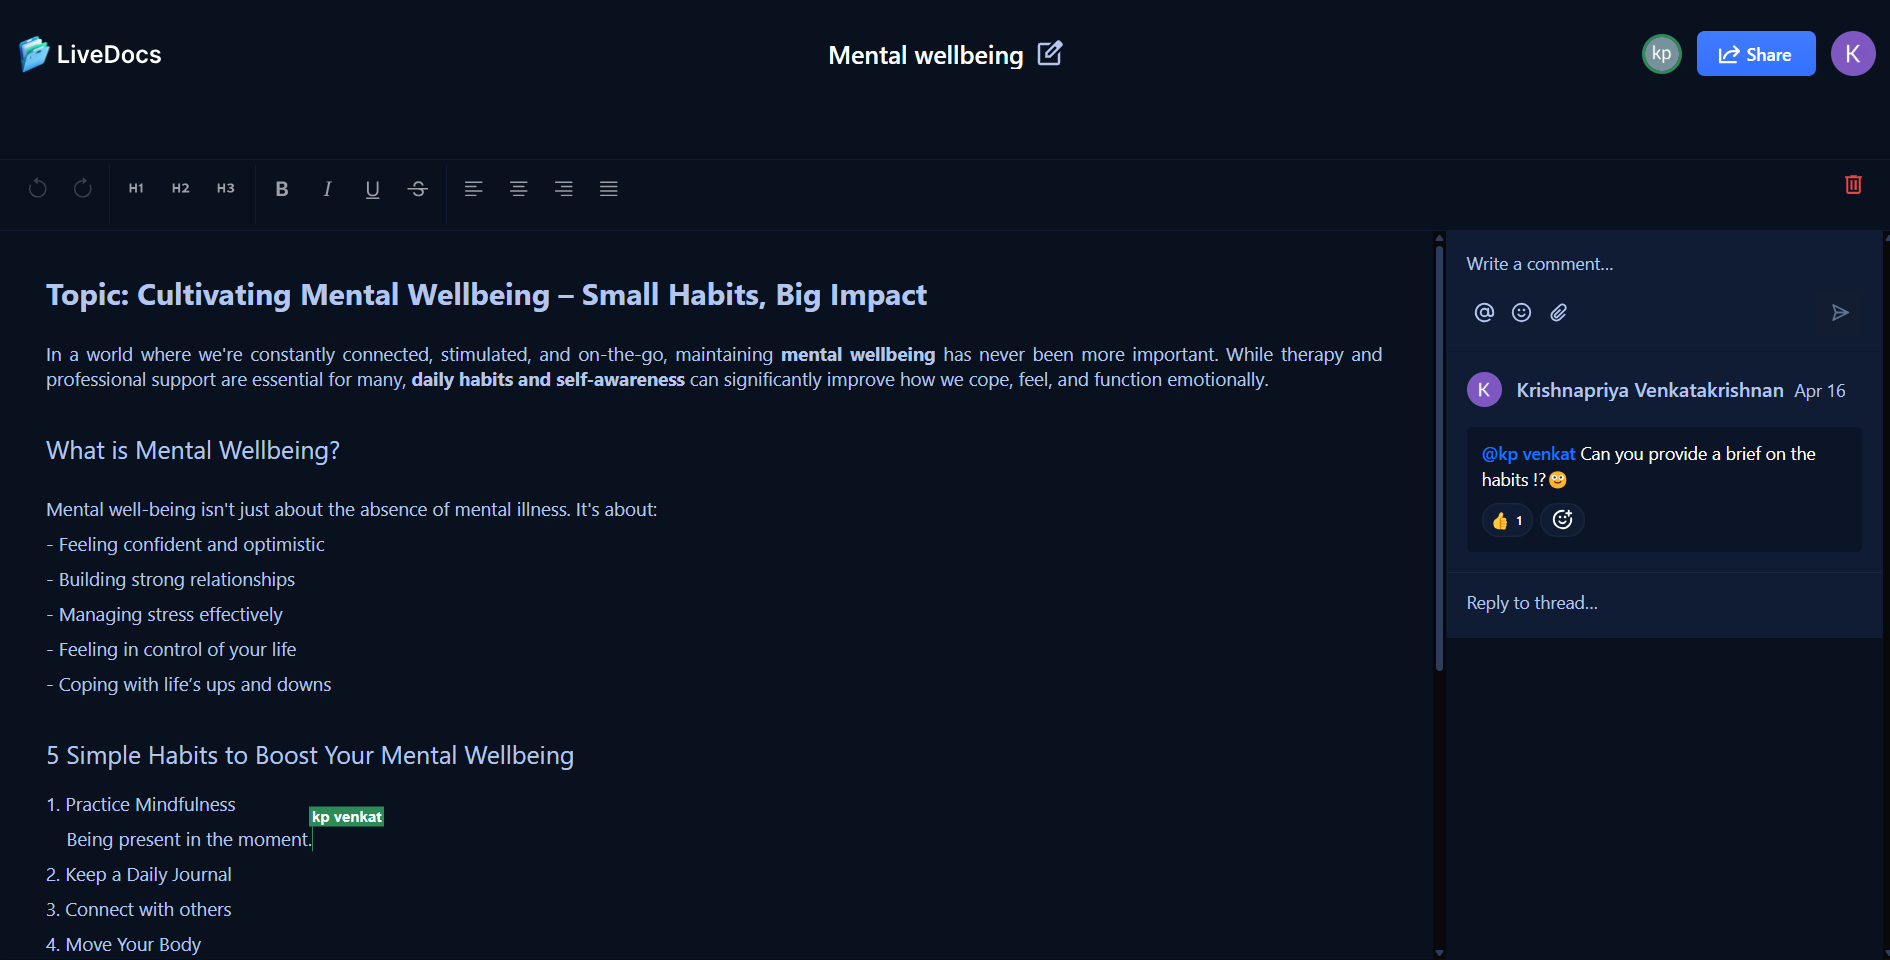 LiveDocs
Mental wellbeing
kp
Share
K
H1 H2 H3 B I U S
Topic: Cultivating Mental Wellbeing – Small Habits, Big Impact
In a world where we're constantly connected, stimulated, and on-the-go, maintaining mental wellbeing has never been more important. While therapy and
professional support are essential for many, daily habits and self-awareness can significantly improve how we cope, feel, and function emotionally.
What is Mental Wellbeing?
Mental well-being isn't just about the absence of mental illness. It's about:
- Feeling confident and optimistic
- Building strong relationships
- Managing stress effectively
- Feeling in control of your life
- Coping with life’s ups and downs
5 Simple Habits to Boost Your Mental Wellbeing
1. Practice Mindfulness
kp venkat
Being present in the moment.
2. Keep a Daily Journal
3. Connect with others
4. Move Your Body
Write a comment...
@
K
Krishnapriya Venkatakrishnan Apr 16
@kp venkat Can you provide a brief on the
habits !?🙂
👍 1
Reply to thread...